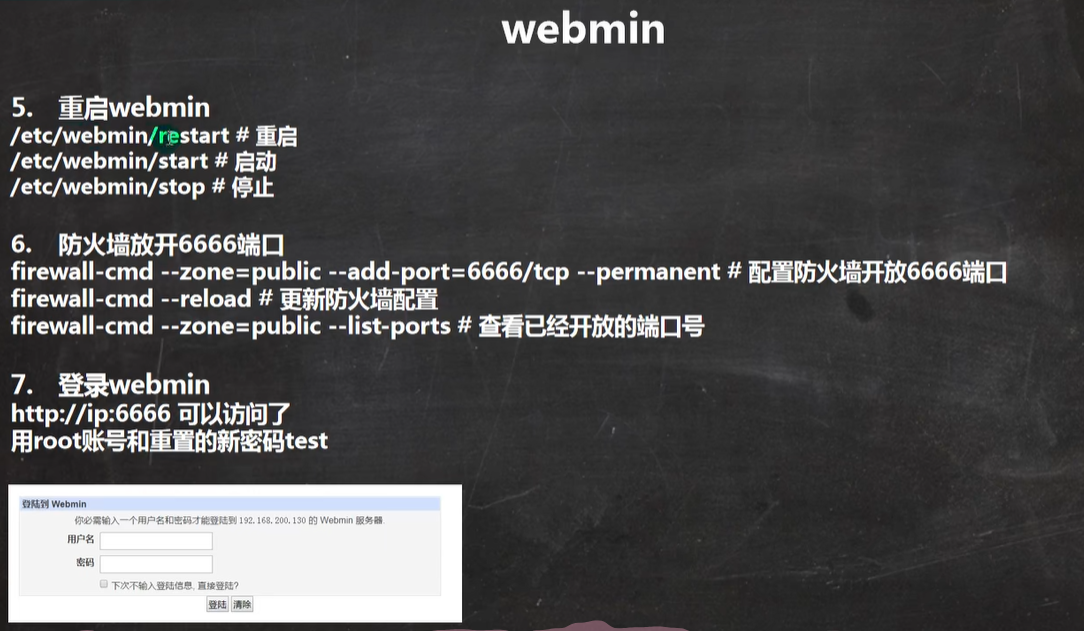 webmin
5. 重启webmin
/etc/webmin/restart # 重启
/etc/webmin/start # 启动
/etc/webmin/stop # 停止
6. 防火墙放开6666端口
firewall-cmd --zone=public --add-port=6666/tcp --permanent # 配置防火墙开放6666端口
firewall-cmd --reload # 更新防火墙配置
firewall-cmd --zone=public --list-ports # 查看已经开放的端口号
7. 登录webmin
http://ip:6666 可以访问了
用root账号和重置的新密码test
登陆到 Webmin
你必需输入一个用户名和密码才能登陆到 192.168.200.130 的 Webmin 服务器.
用户名
密码
下次不输入登陆信息, 直接登陆?
登陆 清除